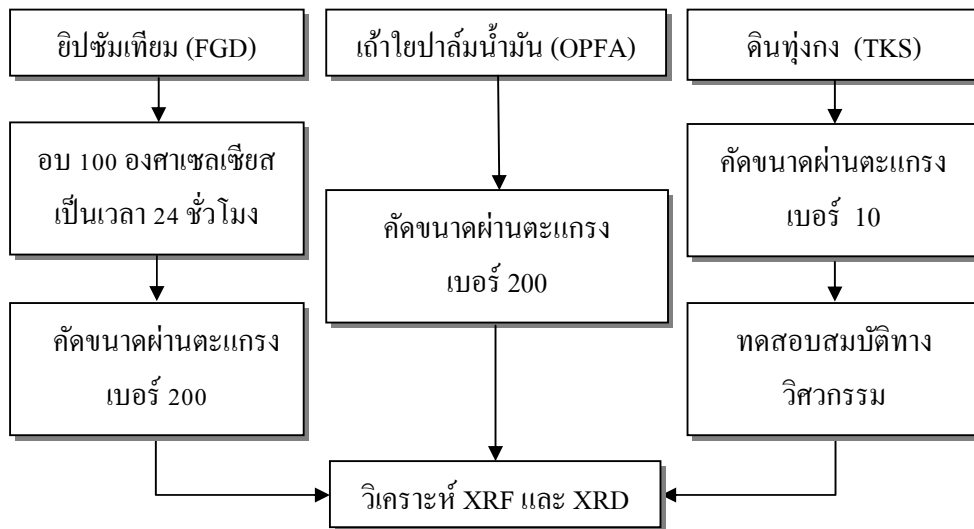 ยิปซัมเทียม (FGD)
เถ้าใยปาล์มน้ำมัน (OPFA)
ดินทุ่งกง (TKS)
อบ 100 องศาเซลเซียส
เป็นเวลา 24 ชั่วโมง
คัดขนาดผ่านตะแกรง
เบอร์ 200
คัดขนาดผ่านตะแกรง
เบอร์ 10
คัดขนาดผ่านตะแกรง
เบอร์ 200
ทดสอบสมบัติทาง
วิศวกรรม
วิเคราะห์ XRF และ XRD